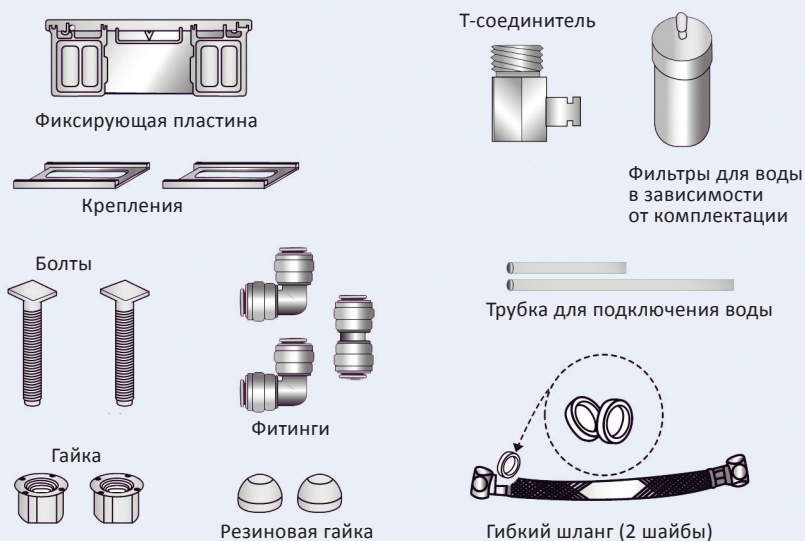 Фиксирующая пластина
Крепления
Болты
Фитинги
Гайка
Резиновая гайка
Т-соединитель
Фильтры для воды
в зависимости
от комплектации
Трубка для подключения воды
Гибкий шланг (2 шайбы)